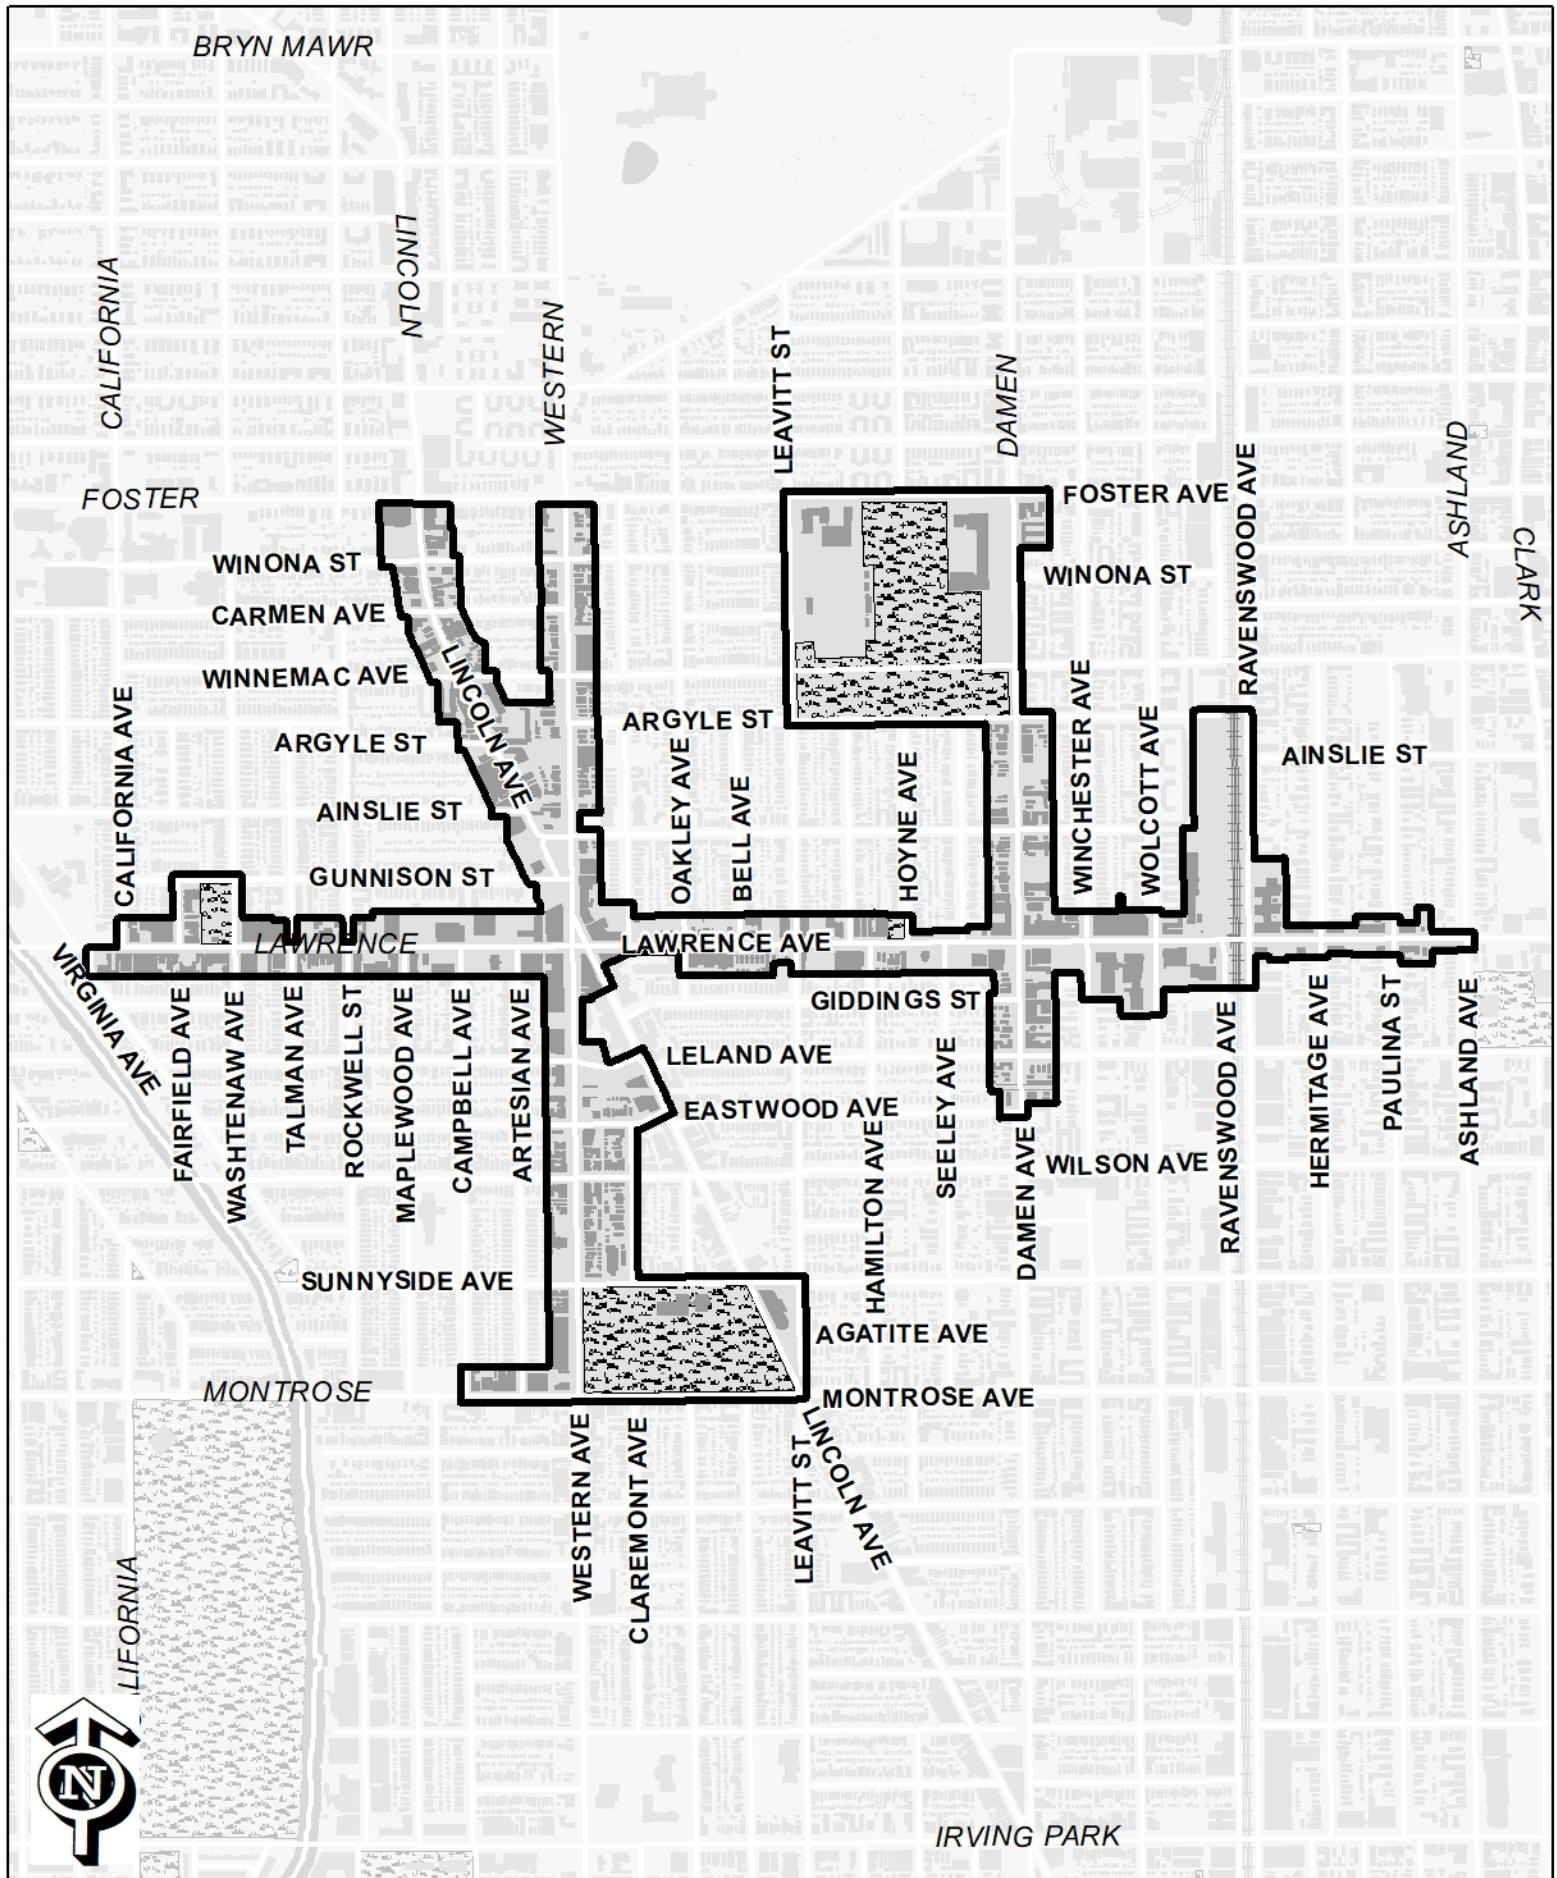 BRYN MAWR
LINCOLN
CALIFORNIA
WESTERN
LEAVITT ST
DAMEN
ASHLAND
RAVENSWOOD AVE
FOSTER
FOSTER AVE
CLARK
WINONA ST
WINONA ST
CARMEN AVE
WINNEMAC AVE
LINCOLN AVE
CALIFORNIA AVE
ARGYLE ST
ARGYLE ST
OAKLEY AVE
BELL AVE
HOYNE AVE
WINCHESTER AVE
WOLCOTT AVE
AINSLIE ST
AINSLIE ST
GUNNISON ST
LAWRENCE
LAWRENCE AVE
VIRGINIA AVE
FAIRFIELD AVE
WASHTENAW AVE
TALMAN AVE
ROCKWELL ST
MAPLEWOOD AVE
CAMPBELL AVE
ARTESIAN AVE
GIDDINGS ST
LELAND AVE
EASTWOOD AVE
HAMILTON AVE
SEELEY AVE
DAMEN AVE
WILSON AVE
RAVENSWOOD AVE
HERMITAGE AVE
PAULINA ST
ASHLAND AVE
SUNNYSIDE AVE
AGATITE AVE
MONTROSE
MONTROSE AVE
WESTERN AVE
CLAREMONT AVE
LEAVITT ST
LINCOLN AVE
LIFORNIA
N
IRVING PARK